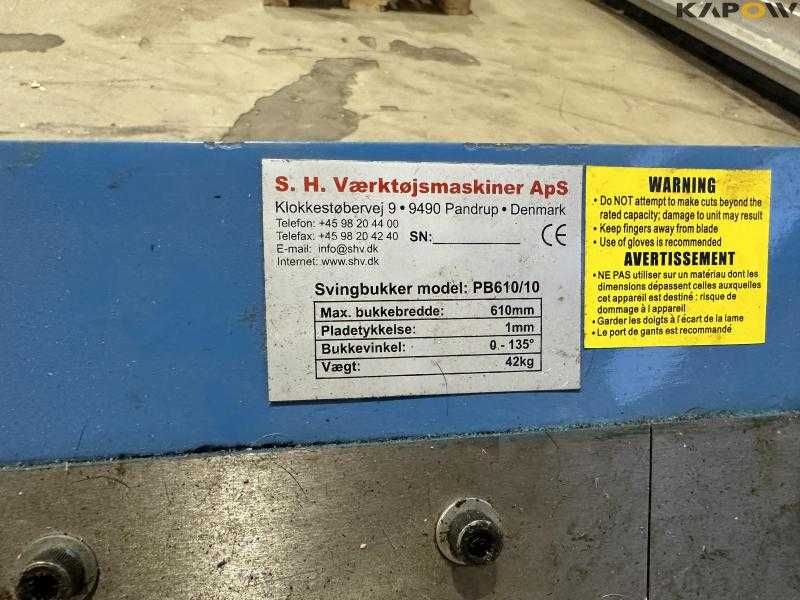 KAPOW
S. H. Værktøjsmaskiner ApS
Klokkestøbervej 9 • 9490 Pandrup • Denmark
Telefon: +45 98 20 44 00
Telefax: +45 98 20 42 40
SN:
CE
E-mail: info@shv.dk
Internet: www.shv.dk
Svingbukker model: PB610/10
Max. bukkebredde: 610mm
Pladetykkelse: 1mm
Bukkevinkel: 0 - 135°
Vægt: 42kg
WARNING
• Do NOT attempt to make cuts beyond the
rated capacity; damage to unit may result
• Keep fingers away from blade
• Use of gloves is recommended
AVERTISSEMENT
• NE PAS utiliser sur un matériau dont les
dimensions dépassent celles auxquelles
cet appareil est destiné : risque de
dommage à l appareil
• Garder les doigts à l'écart de la lame
• Le port de gants est recommandé